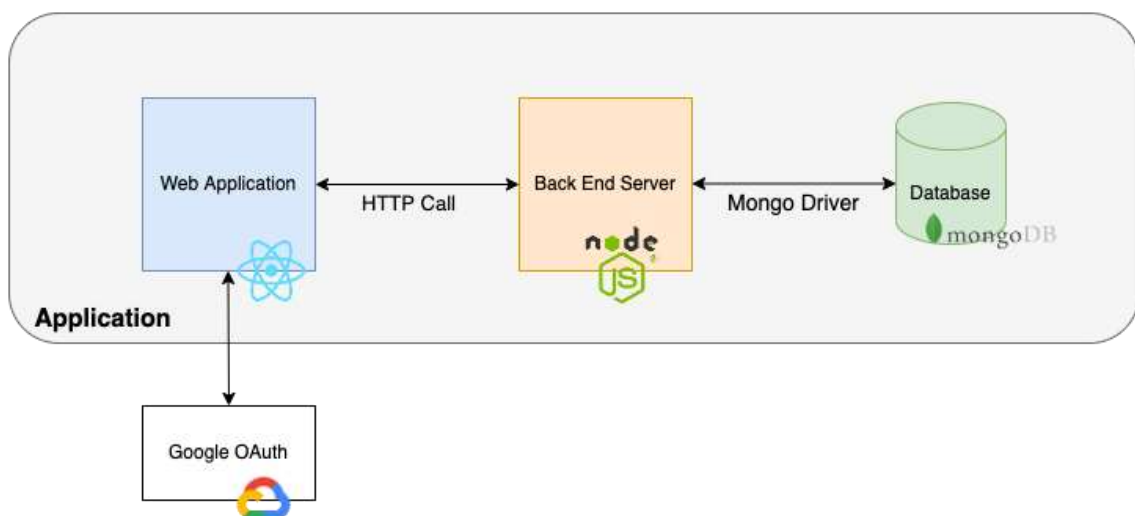 Web Application
HTTP Call
Back End Server
node
JS
Mongo Driver
Database
mongoDB
Application
Google OAuth